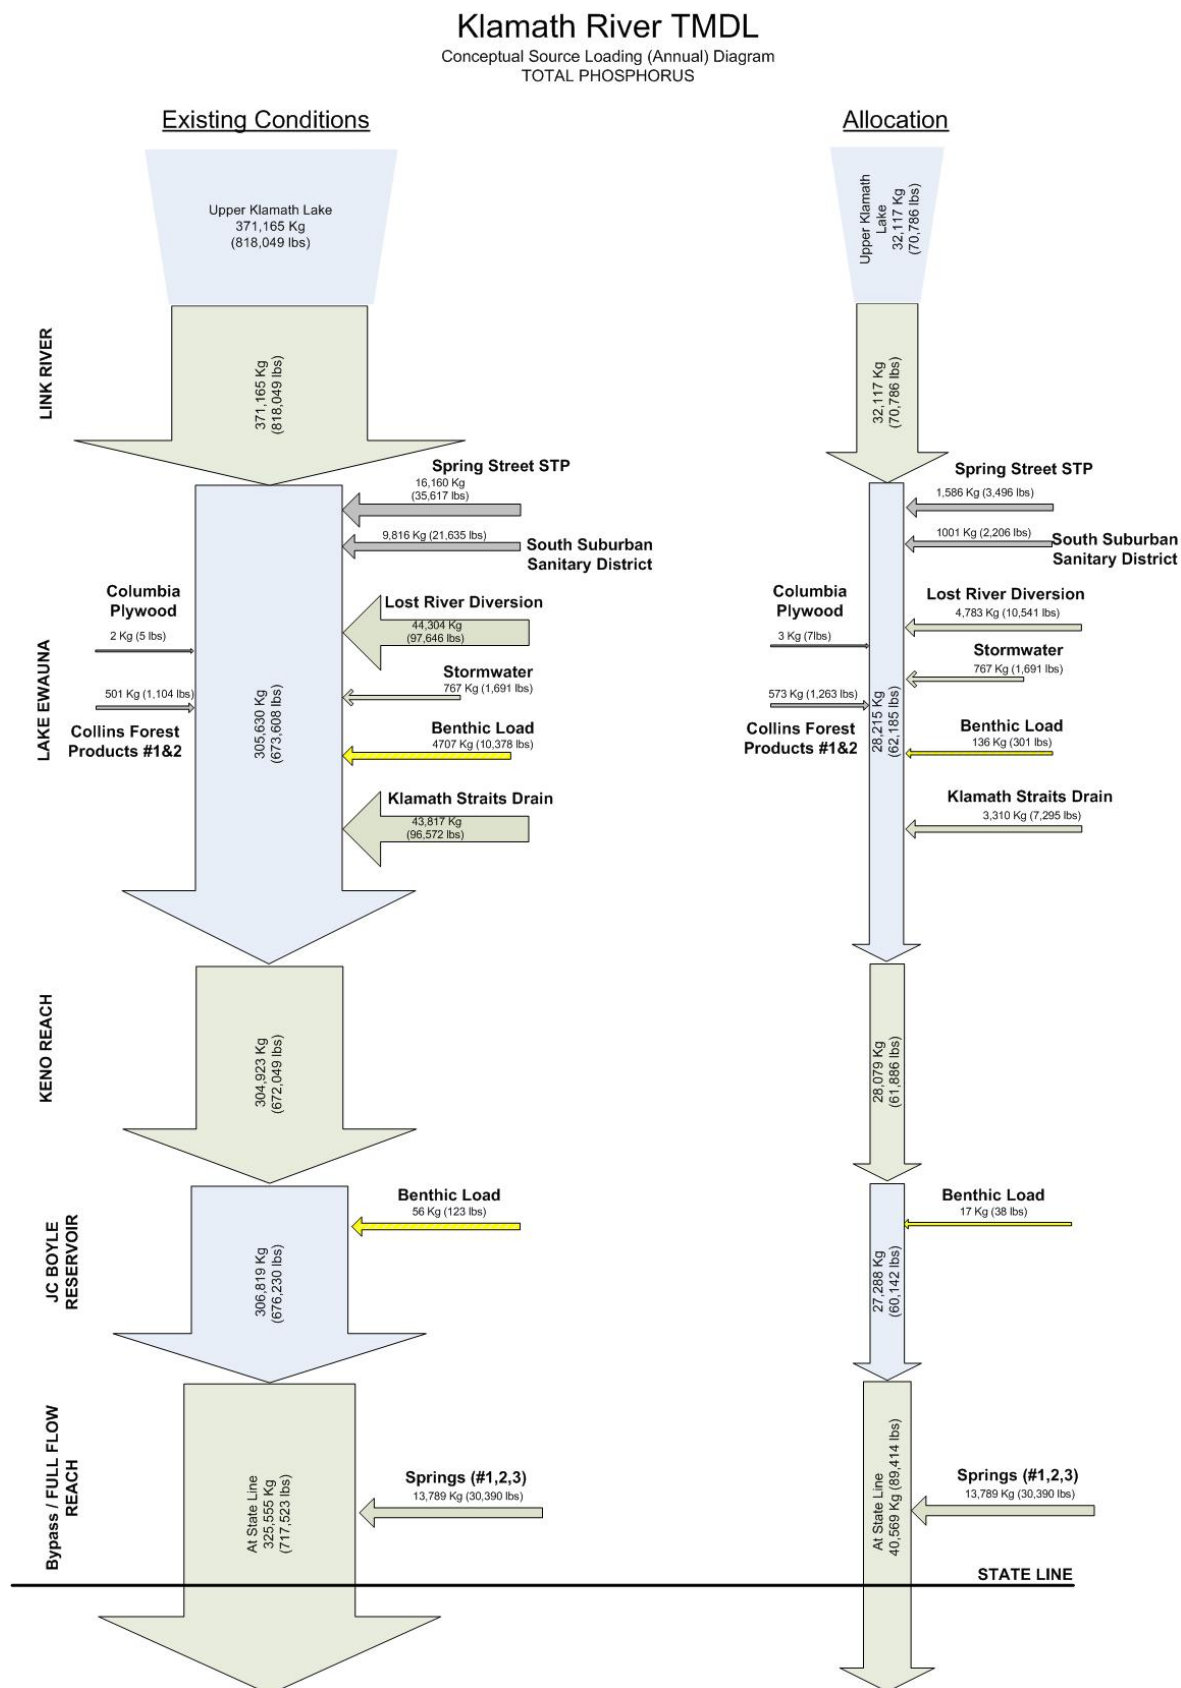 Klamath River TMDL
Conceptual Source Loading (Annual) Diagram
TOTAL PHOSPHORUS
Existing Conditions
Upper Klamath Lake
371,165 Kg
(818,049 lbs)
LINK RIVER
371,165 Kg
(818,049 lbs)
Spring Street STP
16,160 Kg
(35,617 lbs)
9,816 Kg (21,635 lbs)
South Suburban
Sanitary District
Columbia
Plywood
2 Kg (5 lbs)
Lost River Diversion
44,304 Kg
(97,646 lbs)
Stormwater
767 Kg (1,691 lbs)
501 Kg (1,104 lbs)
Collins Forest
Products #1&2
LAKE EWAUNA
305,630 Kg
(673,608 lbs)
Benthic Load
4707 Kg (10,378 lbs)
Klamath Straits Drain
43,817 Kg
(96,572 lbs)
KENO REACH
304,923 Kg
(672,049 lbs)
JC BOYLE
RESERVOIR
306,819 Kg
(676,230 lbs)
Benthic Load
56 Kg (123 lbs)
Bypass / FULL FLOW
REACH
At State Line
325,555 Kg
(717,523 lbs)
Springs (#1,2,3)
13,789 Kg (30,390 lbs)
Allocation
Upper Klamath
Lake
32,117 Kg
(70,786 lbs)
32,117 Kg
(70,786 lbs)
Spring Street STP
1,586 Kg (3,496 lbs)
1001 Kg (2,206 lbs)
South Suburban
Sanitary District
Columbia
Plywood
3 Kg (7lbs)
Lost River Diversion
4,783 Kg (10,541 lbs)
Stormwater
767 Kg (1,691 lbs)
573 Kg (1,263 lbs)
Collins Forest
Products #1&2
28,215 Kg
(62,185 lbs)
Benthic Load
136 Kg (301 lbs)
Klamath Straits Drain
3,310 Kg (7,295 lbs)
28,079 Kg
(61,886 lbs)
Benthic Load
17 Kg (38 lbs)
27,288 Kg
(60,142 lbs)
At State Line
40,569 Kg (89,414 lbs)
Springs (#1,2,3)
13,789 Kg (30,390 lbs)
STATE LINE